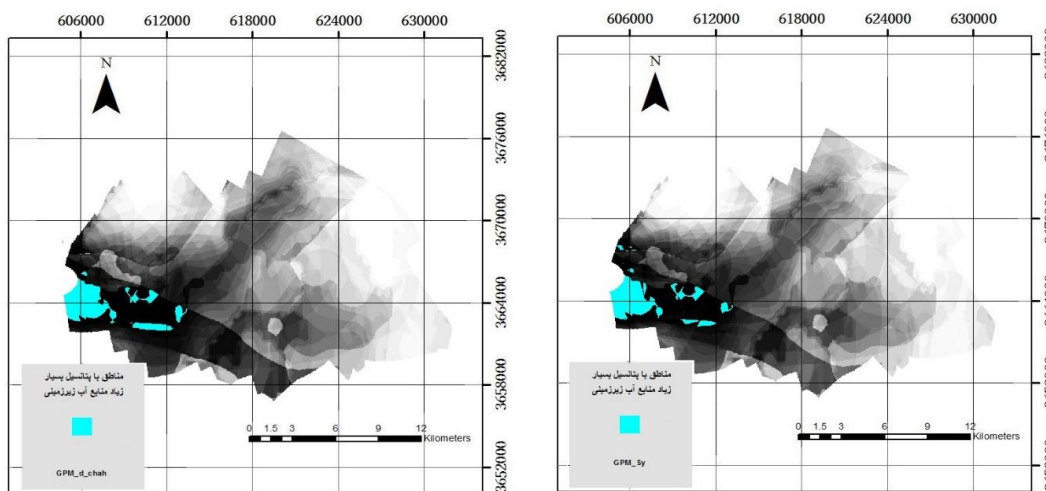 606000 612000 618000 624000 630000
N
3682000
3676000
3670000
3664000
3658000
3652000
مناطق با پتانسیل بسیار
زیاد منابع آب زیرزمینی
GPM_d_chah
0 1.5 3 6 9 12
Kilometers
606000 612000 618000 624000 630000
N
مناطق با پتانسیل بسیار
زیاد منابع آب زیرزمینی
GPM_Sy
0 1.5 3 6 9 12
Kilometers